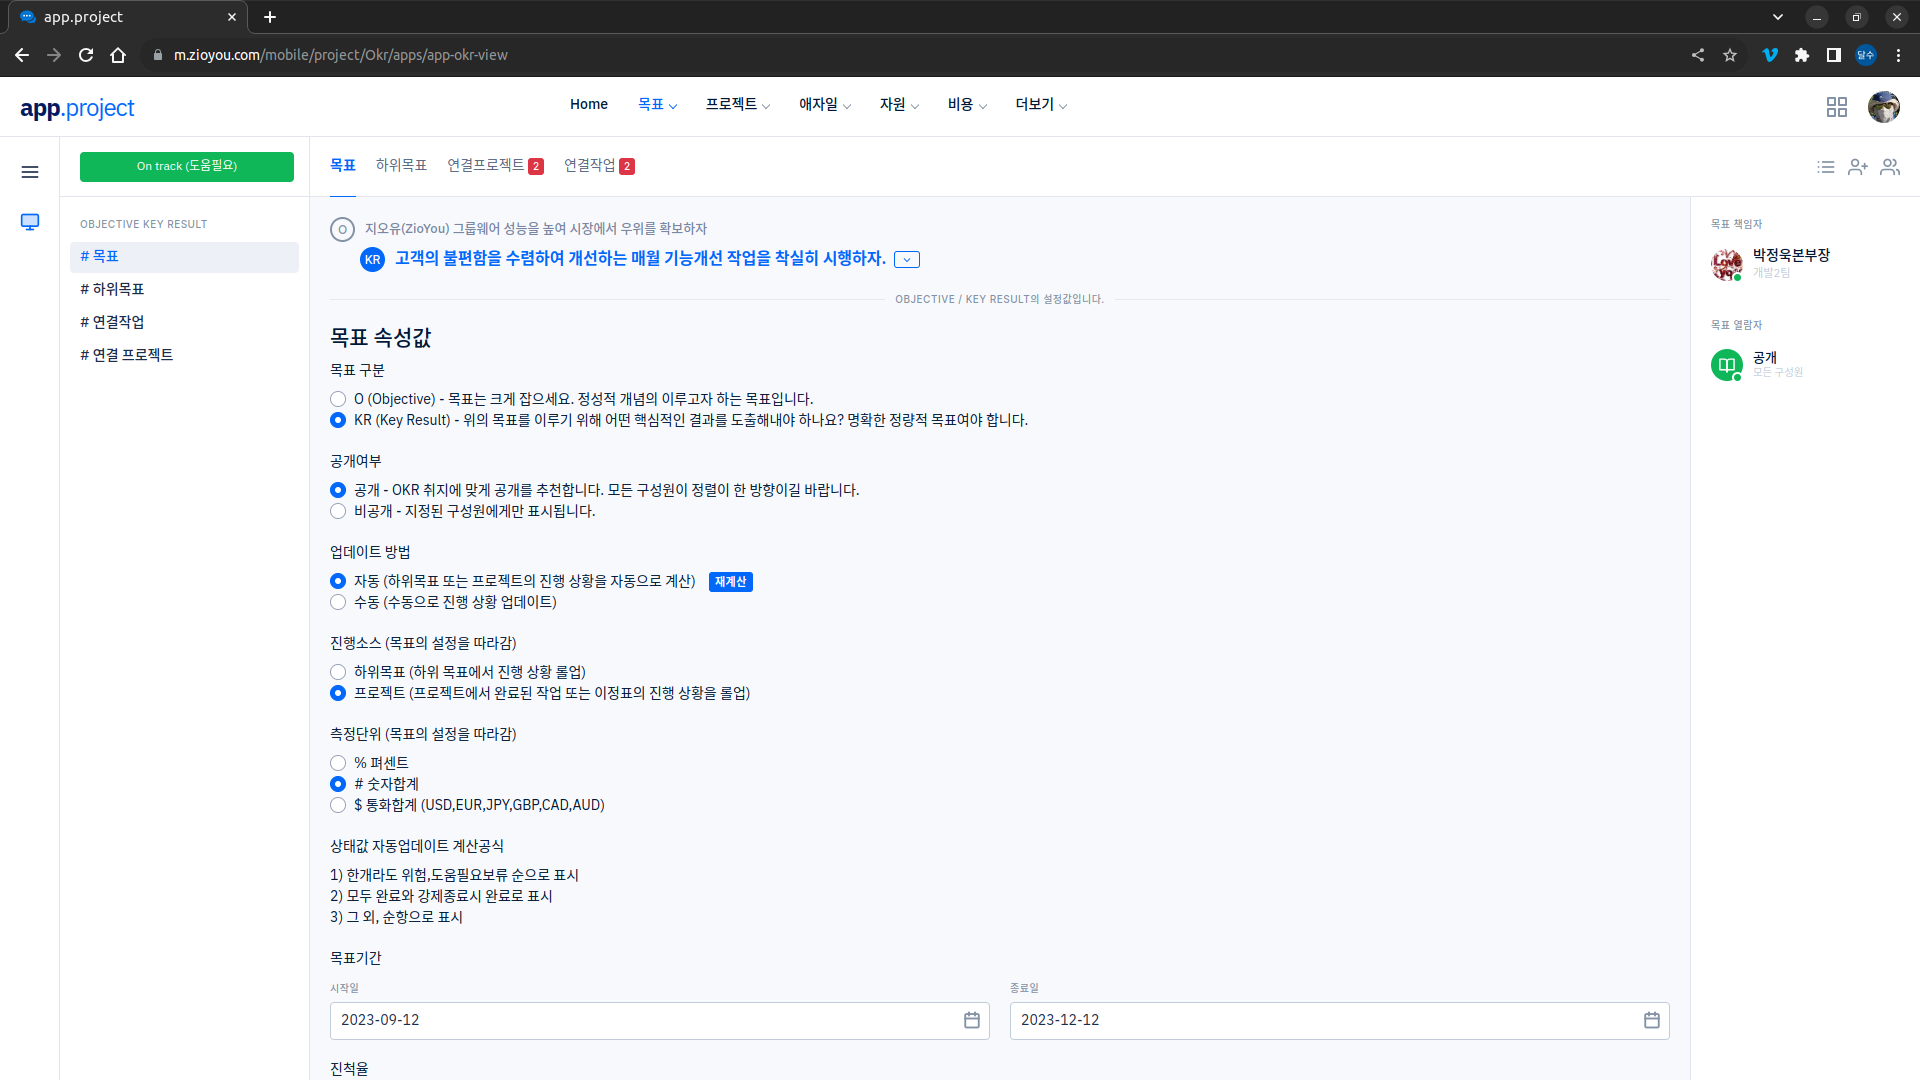 app.project
m.zioyou.com/mobile/project/Okr/apps/app-okr-view
달수
app.project
Home 목표 프로젝트 애자일 자원 비용 더보기
On track (도움필요)
목표 하위목표 연결프로젝트 2 연결작업 2
OBJECTIVE KEY RESULT
# 목표
# 하위목표
# 연결작업
# 연결 프로젝트
O 지오유(ZioYou) 그룹웨어 성능을 높여 시장에서 우위를 확보하자
KR 고객의 불편함을 수렴하여 개선하는 매월 기능개선 작업을 착실히 시행하자.
OBJECTIVE / KEY RESULT의 설정값입니다.
목표 속성값
목표 구분
O (Objective) - 목표는 크게 잡으세요. 정성적 개념의 이루고자 하는 목표입니다.
KR (Key Result) - 위의 목표를 이루기 위해 어떤 핵심적인 결과를 도출해내야 하나요? 명확한 정량적 목표여야 합니다.
공개여부
공개 - OKR 취지에 맞게 공개를 추천합니다. 모든 구성원이 정렬이 한 방향이길 바랍니다.
비공개 - 지정된 구성원에게만 표시됩니다.
업데이트 방법
자동 (하위목표 또는 프로젝트의 진행 상황을 자동으로 계산) 재계산
수동 (수동으로 진행 상황 업데이트)
진행소스 (목표의 설정을 따라감)
하위목표 (하위 목표에서 진행 상황 롤업)
프로젝트 (프로젝트에서 완료된 작업 또는 이정표의 진행 상황을 롤업)
측정단위 (목표의 설정을 따라감)
% 펴센트
# 숫자합계
$ 통화합계 (USD,EUR,JPY,GBP,CAD,AUD)
상태값 자동업데이트 계산공식
1) 한개라도 위험,도움필요보류 순으로 표시
2) 모두 완료와 강제종료시 완료로 표시
3) 그 외, 순항으로 표시
목표기간
시작일
2023-09-12
종료일
2023-12-12
진척율
목표 책임자
박정욱본부장
개발2팀
목표 열람자
공개
모든 구성원